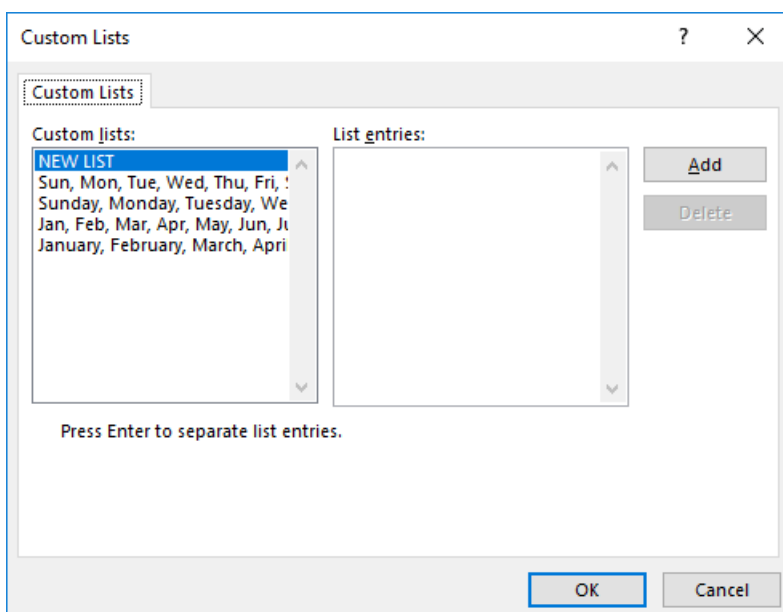 Custom Lists
?
Custom Lists
Custom lists:
NEW LIST
Sun, Mon, Tue, Wed, Thu, Fri, S
Sunday, Monday, Tuesday, We
Jan, Feb, Mar, Apr, May, Jun, Ju
January, February, March, Apri
List entries:
Add
Delete
Press Enter to separate list entries.
OK
Cancel